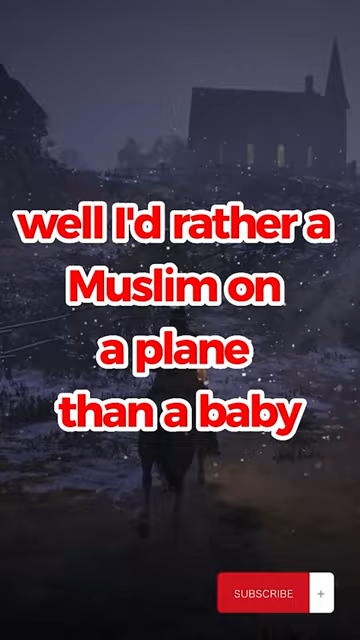 well I'd rather a
Muslim on
a plane
than a baby
SUBSCRIBE +